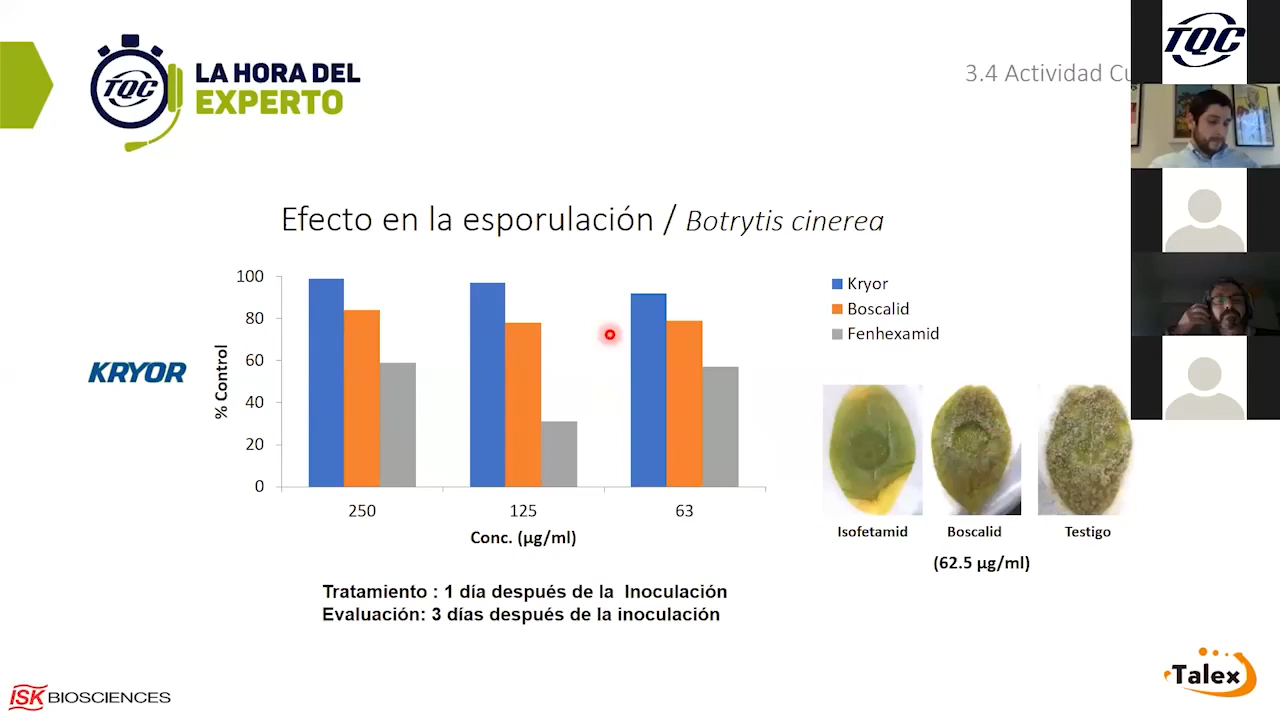 TQC
LA HORA DEL
EXPERTO
3.4 Actividad
TQC
Efecto en la esporulación / Botrytis cinerea
100
80
60
40
20
0
% Control
250
125
63
Conc. (µg/ml)
Kryor
Boscalid
Fenhexamid
KRYOR
Isofetamid
Boscalid
Testigo
(62.5 µg/ml)
Tratamiento : 1 día después de la Inoculación
Evaluación: 3 días después de la inoculación
ISK BIOSCIENCES
Talex